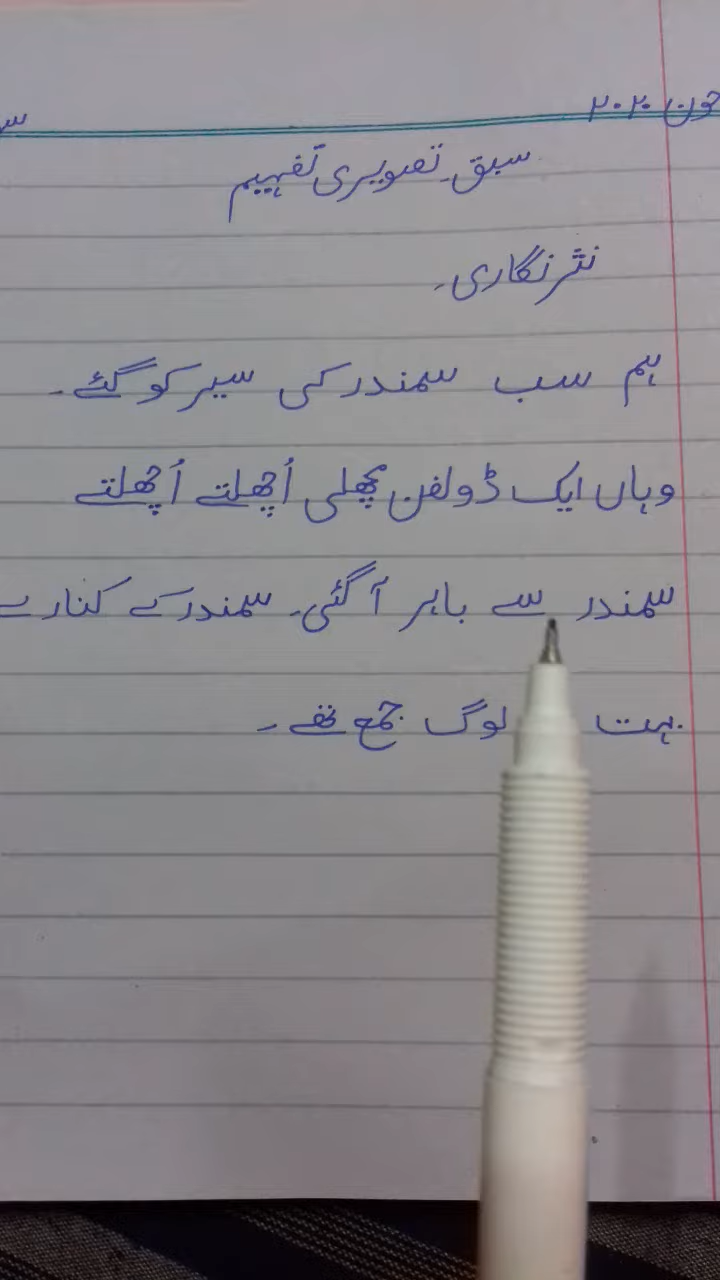 جون ۲۰۲۰
سبق۔ تصویری تفہیم
نثر نگاری۔
ہم سب سمندر کی سیر کو گئے۔
وہاں ایک ڈولفن مچھلی اُچھلتے اُچھلتے
سمندر سے باہر آ گئی۔ سمندر کے کنارے
بہت لوگ جمع تھے۔